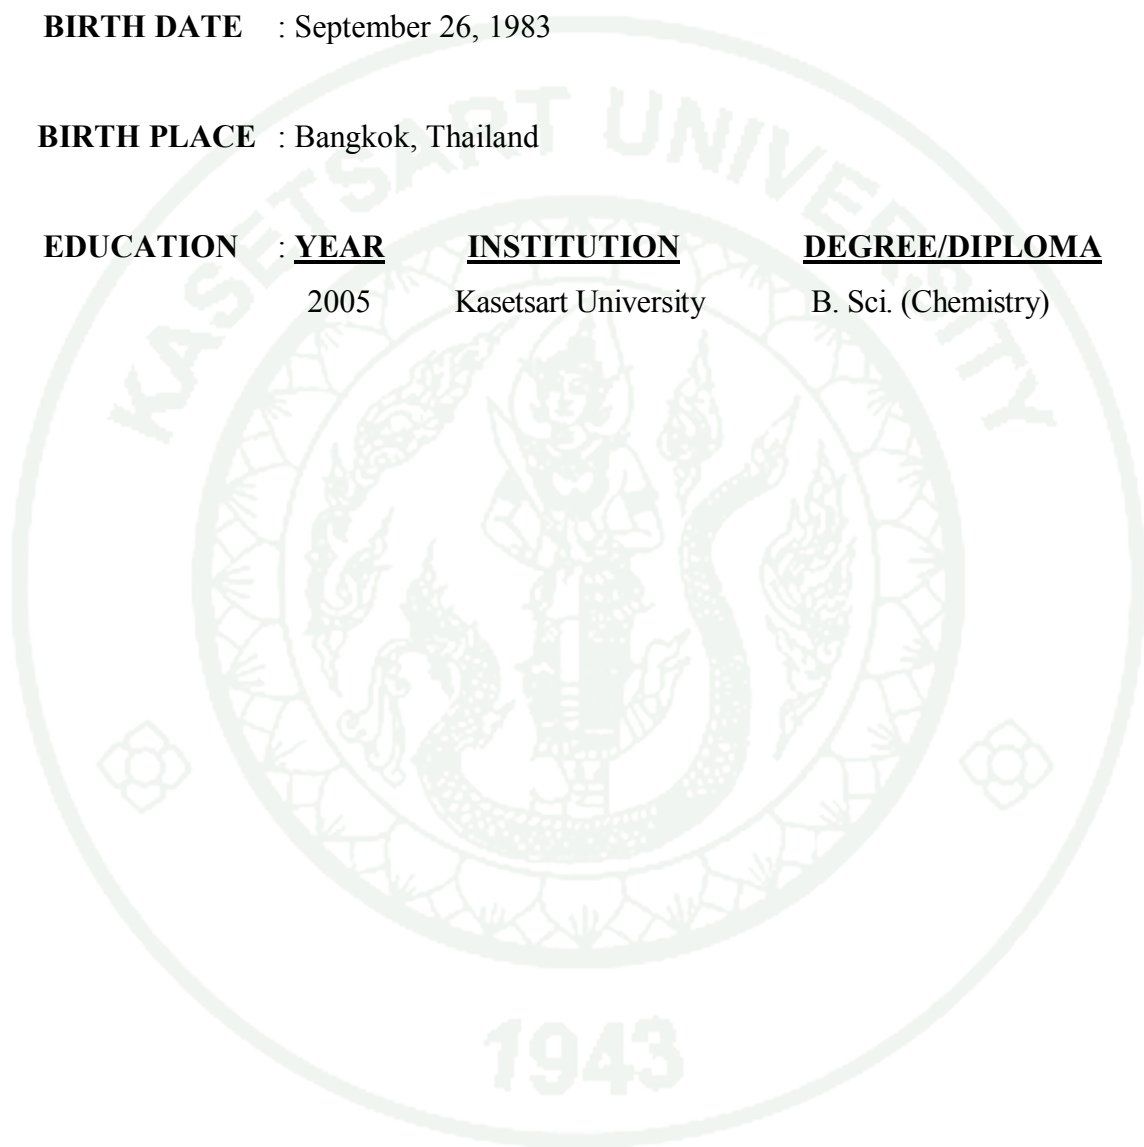 BIRTH DATE : September 26, 1983
BIRTH PLACE : Bangkok, Thailand
EDUCATION : YEAR INSTITUTION DEGREE/DIPLOMA
2005 Kasetsart University B. Sci. (Chemistry)
KASETSART UNIVERSITY
1943